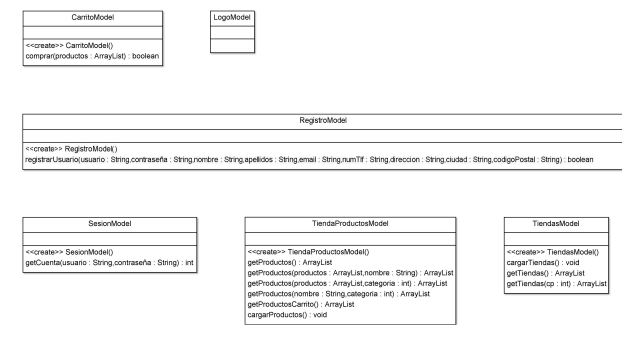 CarritoModel
<<create>> CarritoModel()
comprar(productos : ArrayList) : boolean
LogoModel
RegistroModel
<<create>> RegistroModel()
registrarUsuario(usuario : String,contraseña : String,nombre : String,apellidos : String,email : String,numTlf : String,direccion : String,ciudad : String,codigoPostal : String) : boolean
SesionModel
<<create>> SesionModel()
getCuenta(usuario : String,contraseña : String) : int
TiendaProductosModel
<<create>> TiendaProductosModel()
getProductos() : ArrayList
getProductos(productos : ArrayList,nombre : String) : ArrayList
getProductos(productos : ArrayList,categoria : int) : ArrayList
getProductos(nombre : String,categoria : int) : ArrayList
getProductosCarrito() : ArrayList
cargarProductos() : void
TiendasModel
<<create>> TiendasModel()
cargarTiendas() : void
getTiendas() : ArrayList
getTiendas(cp : int) : ArrayList